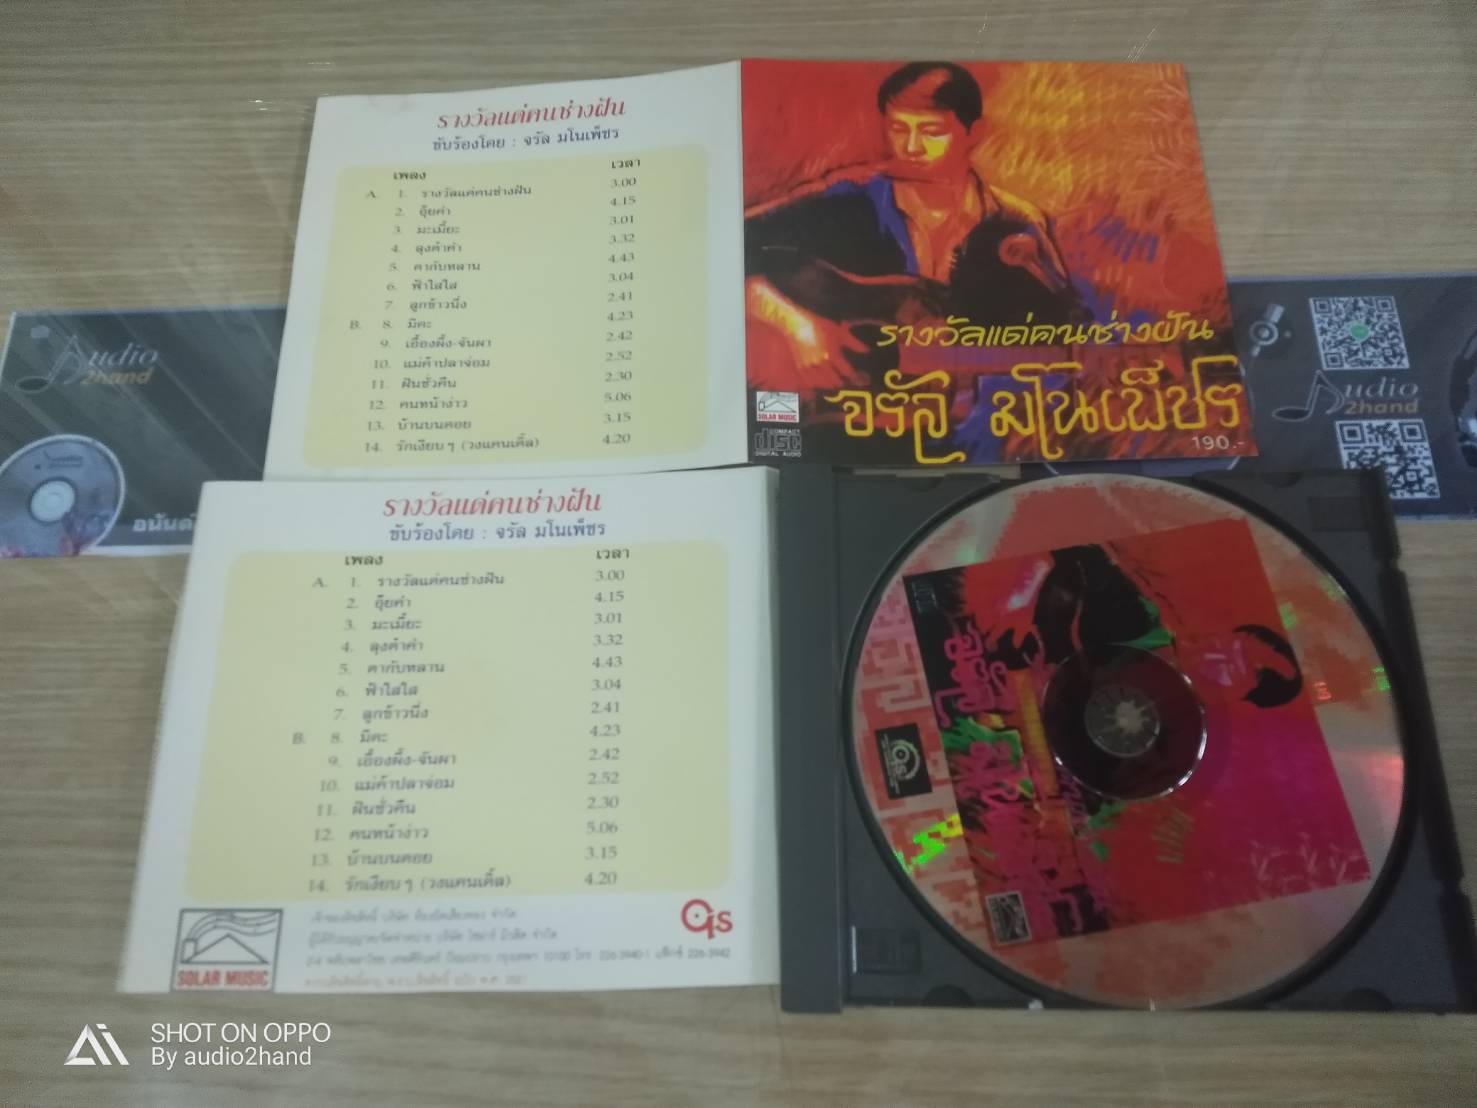 รางวัลแด่คนช่างฝัน
ขับร้องโดย : จรัล มโนเพ็ชร
เพลง เวลา
A. 1. รางวัลแด่คนช่างฝัน 3.00
2. อุ๊ยคำ 4.15
3. มะเมี๊ยะ 3.01
4. ลุงต๋าคำ 3.32
5. ตากับหลาน 4.43
6. ฟ้าใสใส 3.04
7. ลูกข้าวนึ่ง 2.41
B. 8. มิดะ 4.23
9. เอื้องผึ้ง-จันผา 2.42
10. แม่ค้าปลาจ่อม 2.52
11. ฝันชั่วคืน 2.30
12. คนหน้าง่าว 5.06
13. บ้านบนดอย 3.15
14. รักเงียบ ๆ (วงแคนเดิ้ล) 4.20
รางวัลแด่คนช่างฝัน
จรัล มโนเพ็ชร
190.-
SOLAR MUSIC
COMPACT
disc
DIGITAL AUDIO
Audio
2hand
Audio
2hand
รางวัลแด่คนช่างฝัน
ขับร้องโดย : จรัล มโนเพ็ชร
เพลง เวลา
A. 1. รางวัลแด่คนช่างฝัน 3.00
2. อุ๊ยคำ 4.15
3. มะเมี๊ยะ 3.01
4. ลุงต๋าคำ 3.32
5. ตากับหลาน 4.43
6. ฟ้าใสใส 3.04
7. ลูกข้าวนึ่ง 2.41
B. 8. มิดะ 4.23
9. เอื้องผึ้ง-จันผา 2.42
10. แม่ค้าปลาจ่อม 2.52
11. ฝันชั่วคืน 2.30
12. คนหน้าง่าว 5.06
13. บ้านบนดอย 3.15
14. รักเงียบ ๆ (วงแคนเดิ้ล) 4.20
SOLAR MUSIC
SHOT ON OPPO
By audio2hand